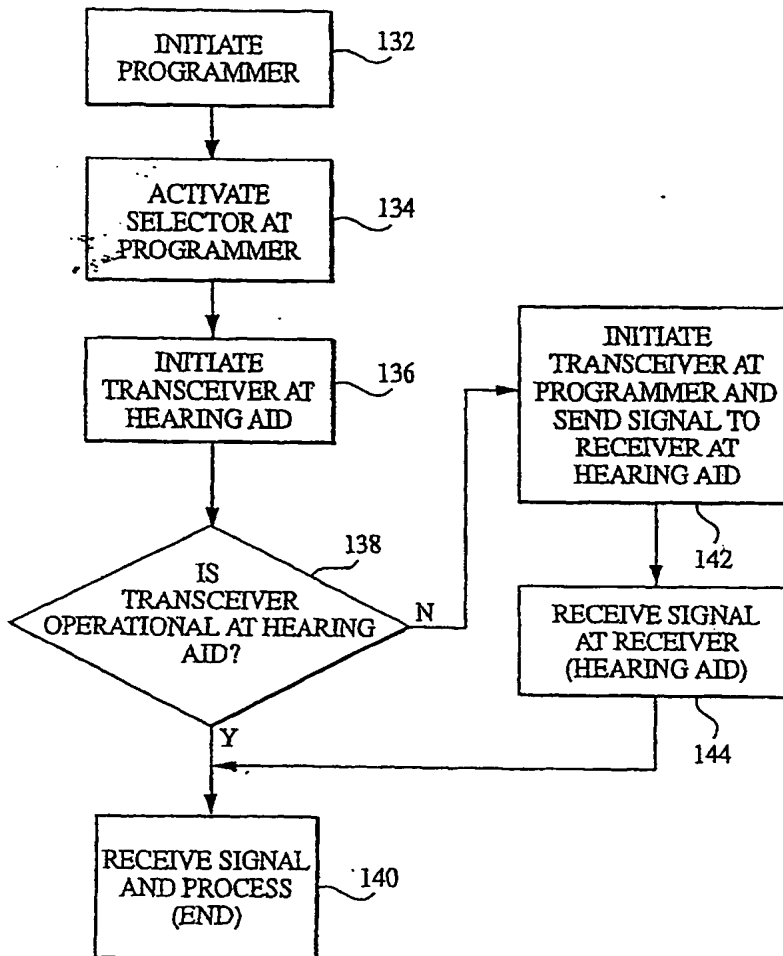 INITIATE
PROGRAMMER
132
ACTIVATE
SELECTOR AT
PROGRAMMER
134
INITIATE
TRANSCEIVER AT
HEARING AID
136
IS
TRANSCEIVER
OPERATIONAL AT HEARING
AID?
138
N
Y
INITIATE
TRANSCEIVER AT
PROGRAMMER AND
SEND SIGNAL TO
RECEIVER AT
HEARING AID
142
RECEIVE SIGNAL
AT RECEIVER
(HEARING AID)
144
RECEIVE SIGNAL
AND PROCESS
(END)
140